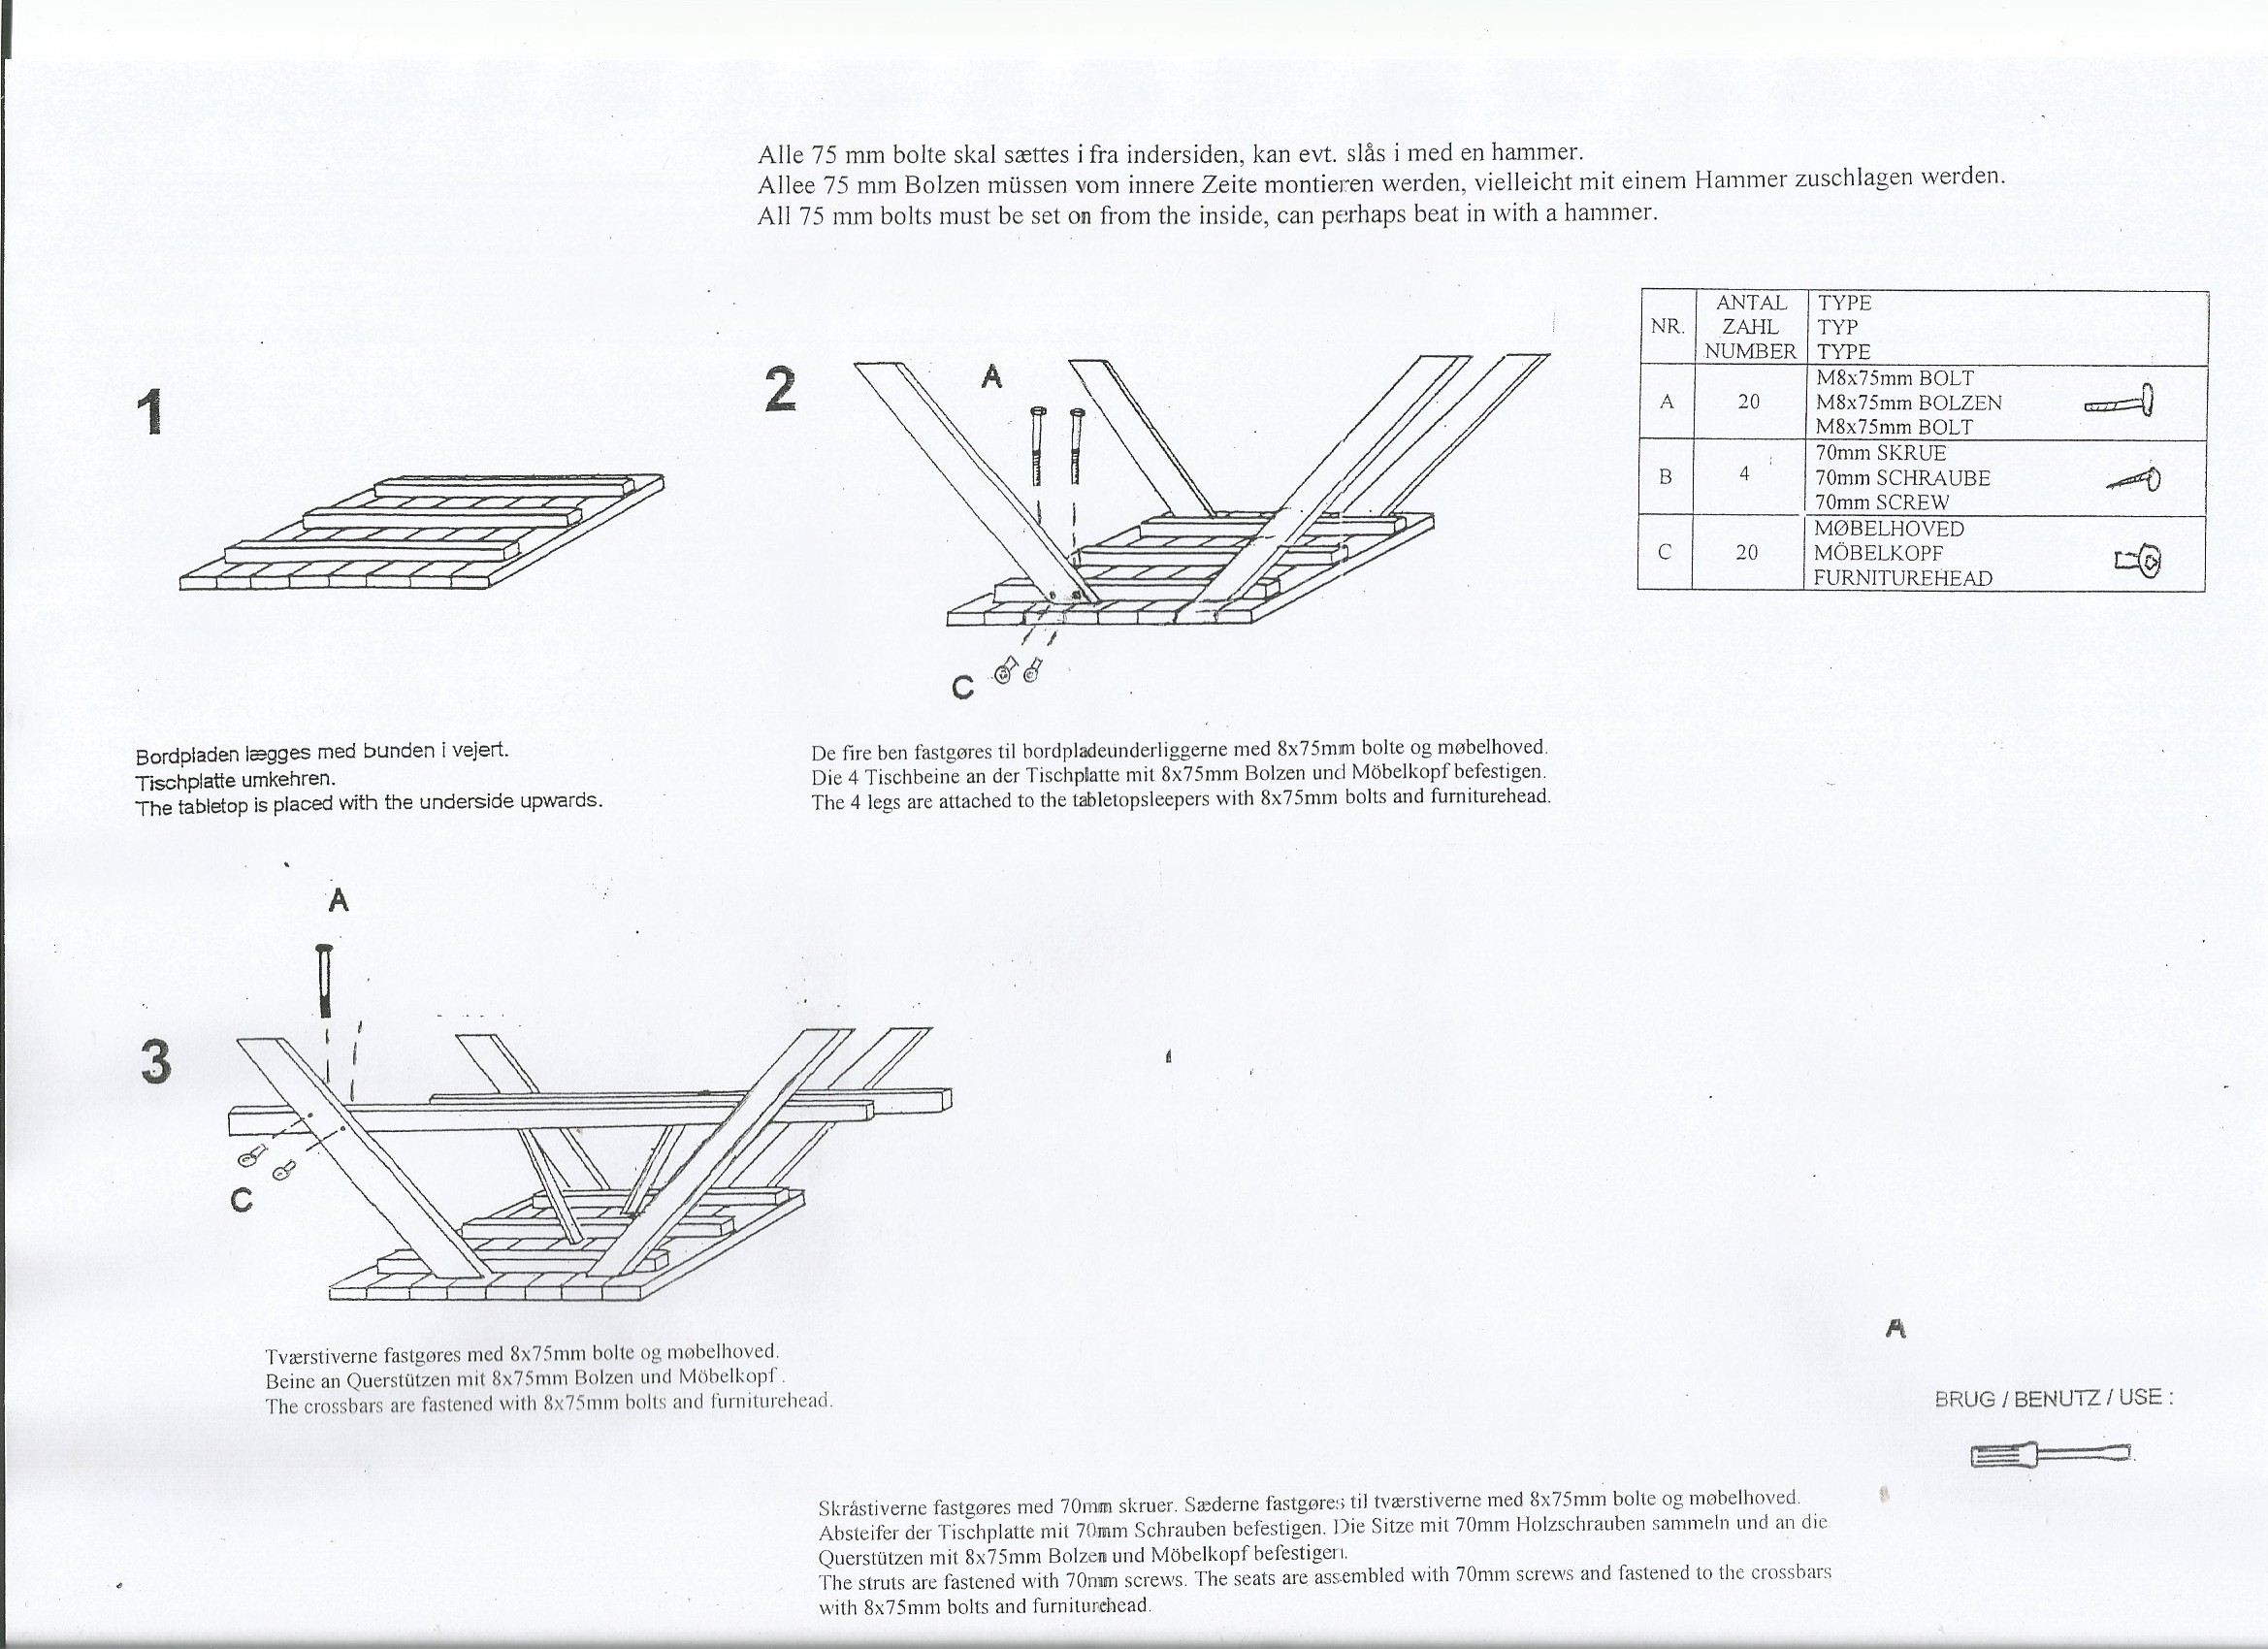 Alle 75 mm bolte skal sættes i fra indersiden, kan evt. slås i med en hammer.
Allee 75 mm Bolzen müssen vom innere Zeite montieren werden, vielleicht mit einem Hammer zuschlagen werden.
All 75 mm bolts must be set on from the inside, can perhaps beat in with a hammer.
NR.
ANTAL
ZAHL
NUMBER
TYPE
TYP
TYPE
A
20
M8x75mm BOLT
M8x75mm BOLZEN
M8x75mm BOLT
B
4
70mm SKRUE
70mm SCHRAUBE
70mm SCREW
C
20
MØBELHOVED
MÖBELKOPF
FURNITUREHEAD
1
Bordpladen lægges med bunden i vejert.
Tischplatte umkehren.
The tabletop is placed with the underside upwards.
2
A
C
De fire ben fastgøres til bordpladeunderliggerne med 8x75mm bolte og møbelhoved.
Die 4 Tischbeine an der Tischplatte mit 8x75mm Bolzen und Möbelkopf befestigen.
The 4 legs are attached to the tabletopsleepers with 8x75mm bolts and furniturehead.
3
A
C
Tværstiverne fastgøres med 8x75mm bolte og møbelhoved.
Beine an Querstützen mit 8x75mm Bolzen und Möbelkopf.
The crossbars are fastened with 8x75mm bolts and furniturehead.
A
BRUG / BENUTZ / USE :
Skråstiverne fastgøres med 70mm skruer. Sæderne fastgøres til tværstiverne med 8x75mm bolte og møbelhoved.
Absteifer der Tischplatte mit 70mm Schrauben befestigen. Die Sitze mit 70mm Holzschrauben sammeln und an die
Querstützen mit 8x75mm Bolzen und Möbelkopf befestigen.
The struts are fastened with 70mm screws. The seats are assembled with 70mm screws and fastened to the crossbars
with 8x75mm bolts and furniturehead.